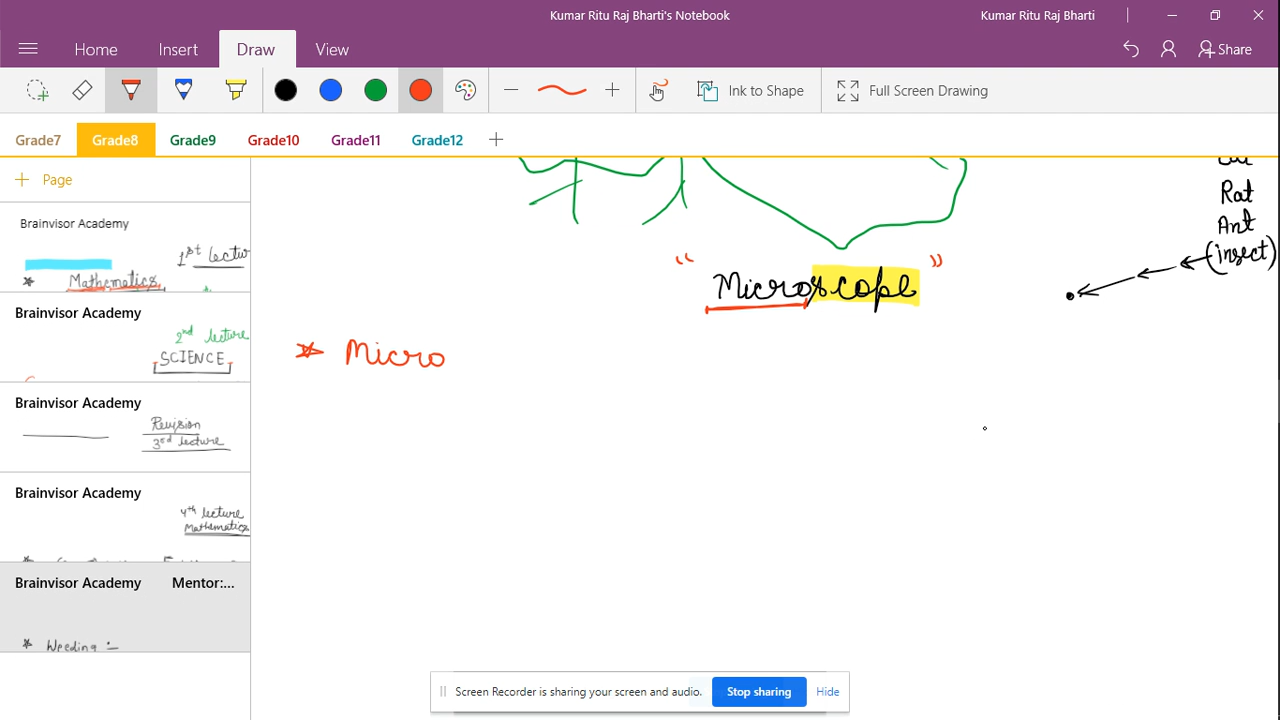 Kumar Ritu Raj Bharti's Notebook
Kumar Ritu Raj Bharti
Home Insert Draw View
Share
Ink to Shape
Full Screen Drawing
Grade7 Grade8 Grade9 Grade10 Grade11 Grade12
Page
Brainvisor Academy
1st lectur
* Mathematics
Brainvisor Academy
2nd lecture
SCIENCE
Brainvisor Academy
Revision
3rd lecture
Brainvisor Academy
4th lecture
Mathematics
Brainvisor Academy Mentor:...
* Weeding :-
Rat
Ant
(insect)
" Microscope "
* Micro
Screen Recorder is sharing your screen and audio.
Stop sharing
Hide